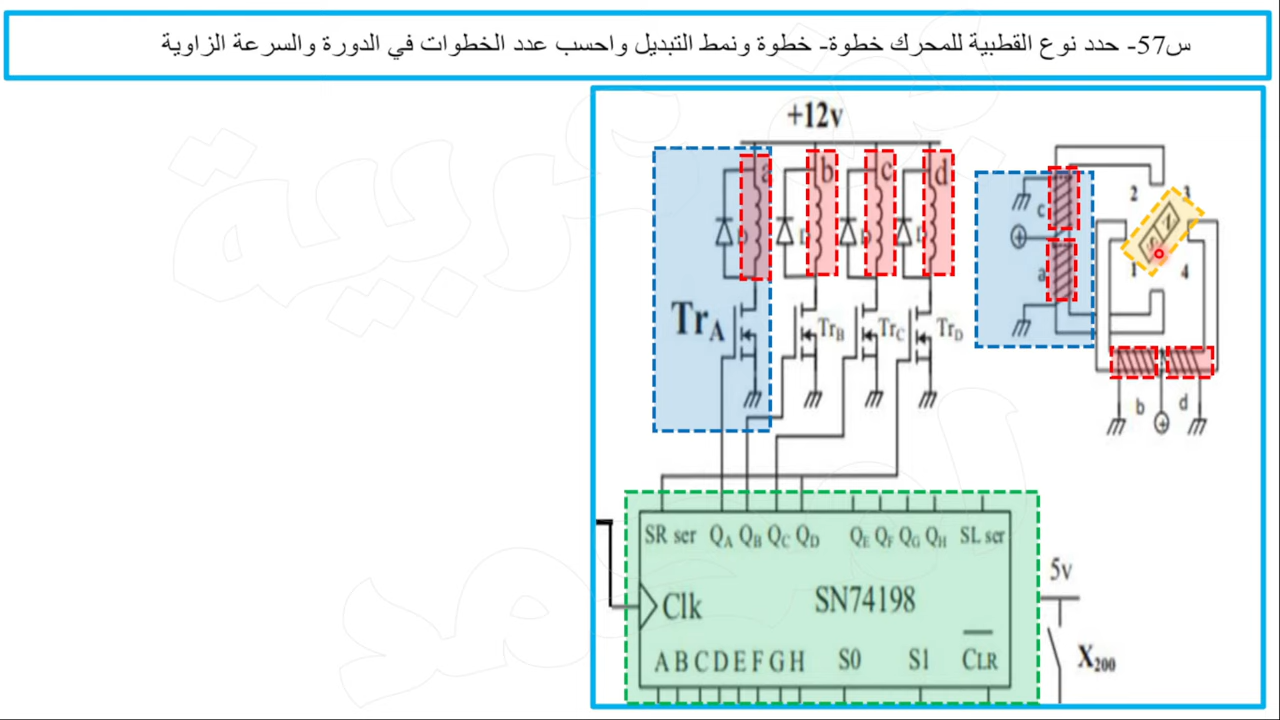 س57- حدد نوع القطبية للمحرك خطوة- خطوة ونمط التبديل واحسب عدد الخطوات في الدورة والسرعة الزاوية
+12v
a b c d
D D D D
TrA TrB TrC TrD
c
a
2 3
1 4
S N
b d
SR ser QA QB QC QD QE QF QG QH SL ser
5v
Clk SN74198
A B C D E F G H S0 S1 CLR
X200